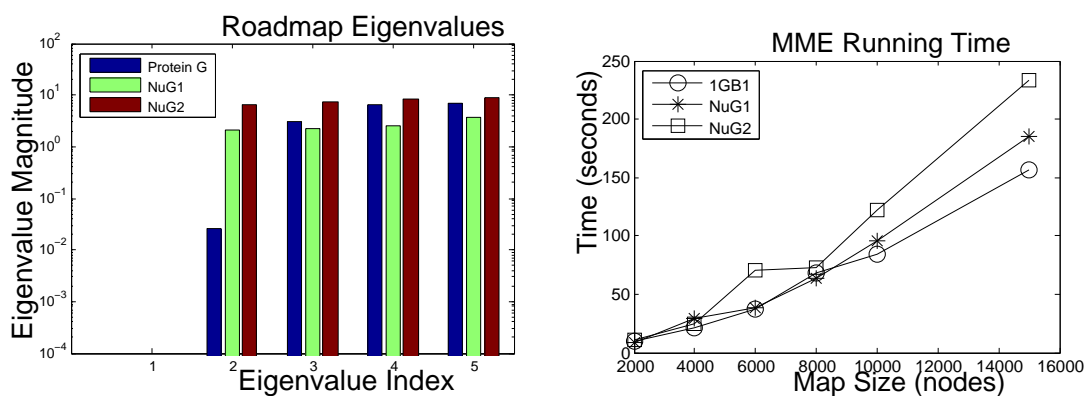 Roadmap Eigenvalues
Eigenvalue Magnitude
10^2
10^1
10^0
10^-1
10^-2
10^-3
10^-4
Protein G
NuG1
NuG2
1 2 3 4 5
Eigenvalue Index
MME Running Time
Time (seconds)
250
200
150
100
50
0
1GB1
NuG1
NuG2
2000 4000 6000 8000 10000 12000 14000 16000
Map Size (nodes)